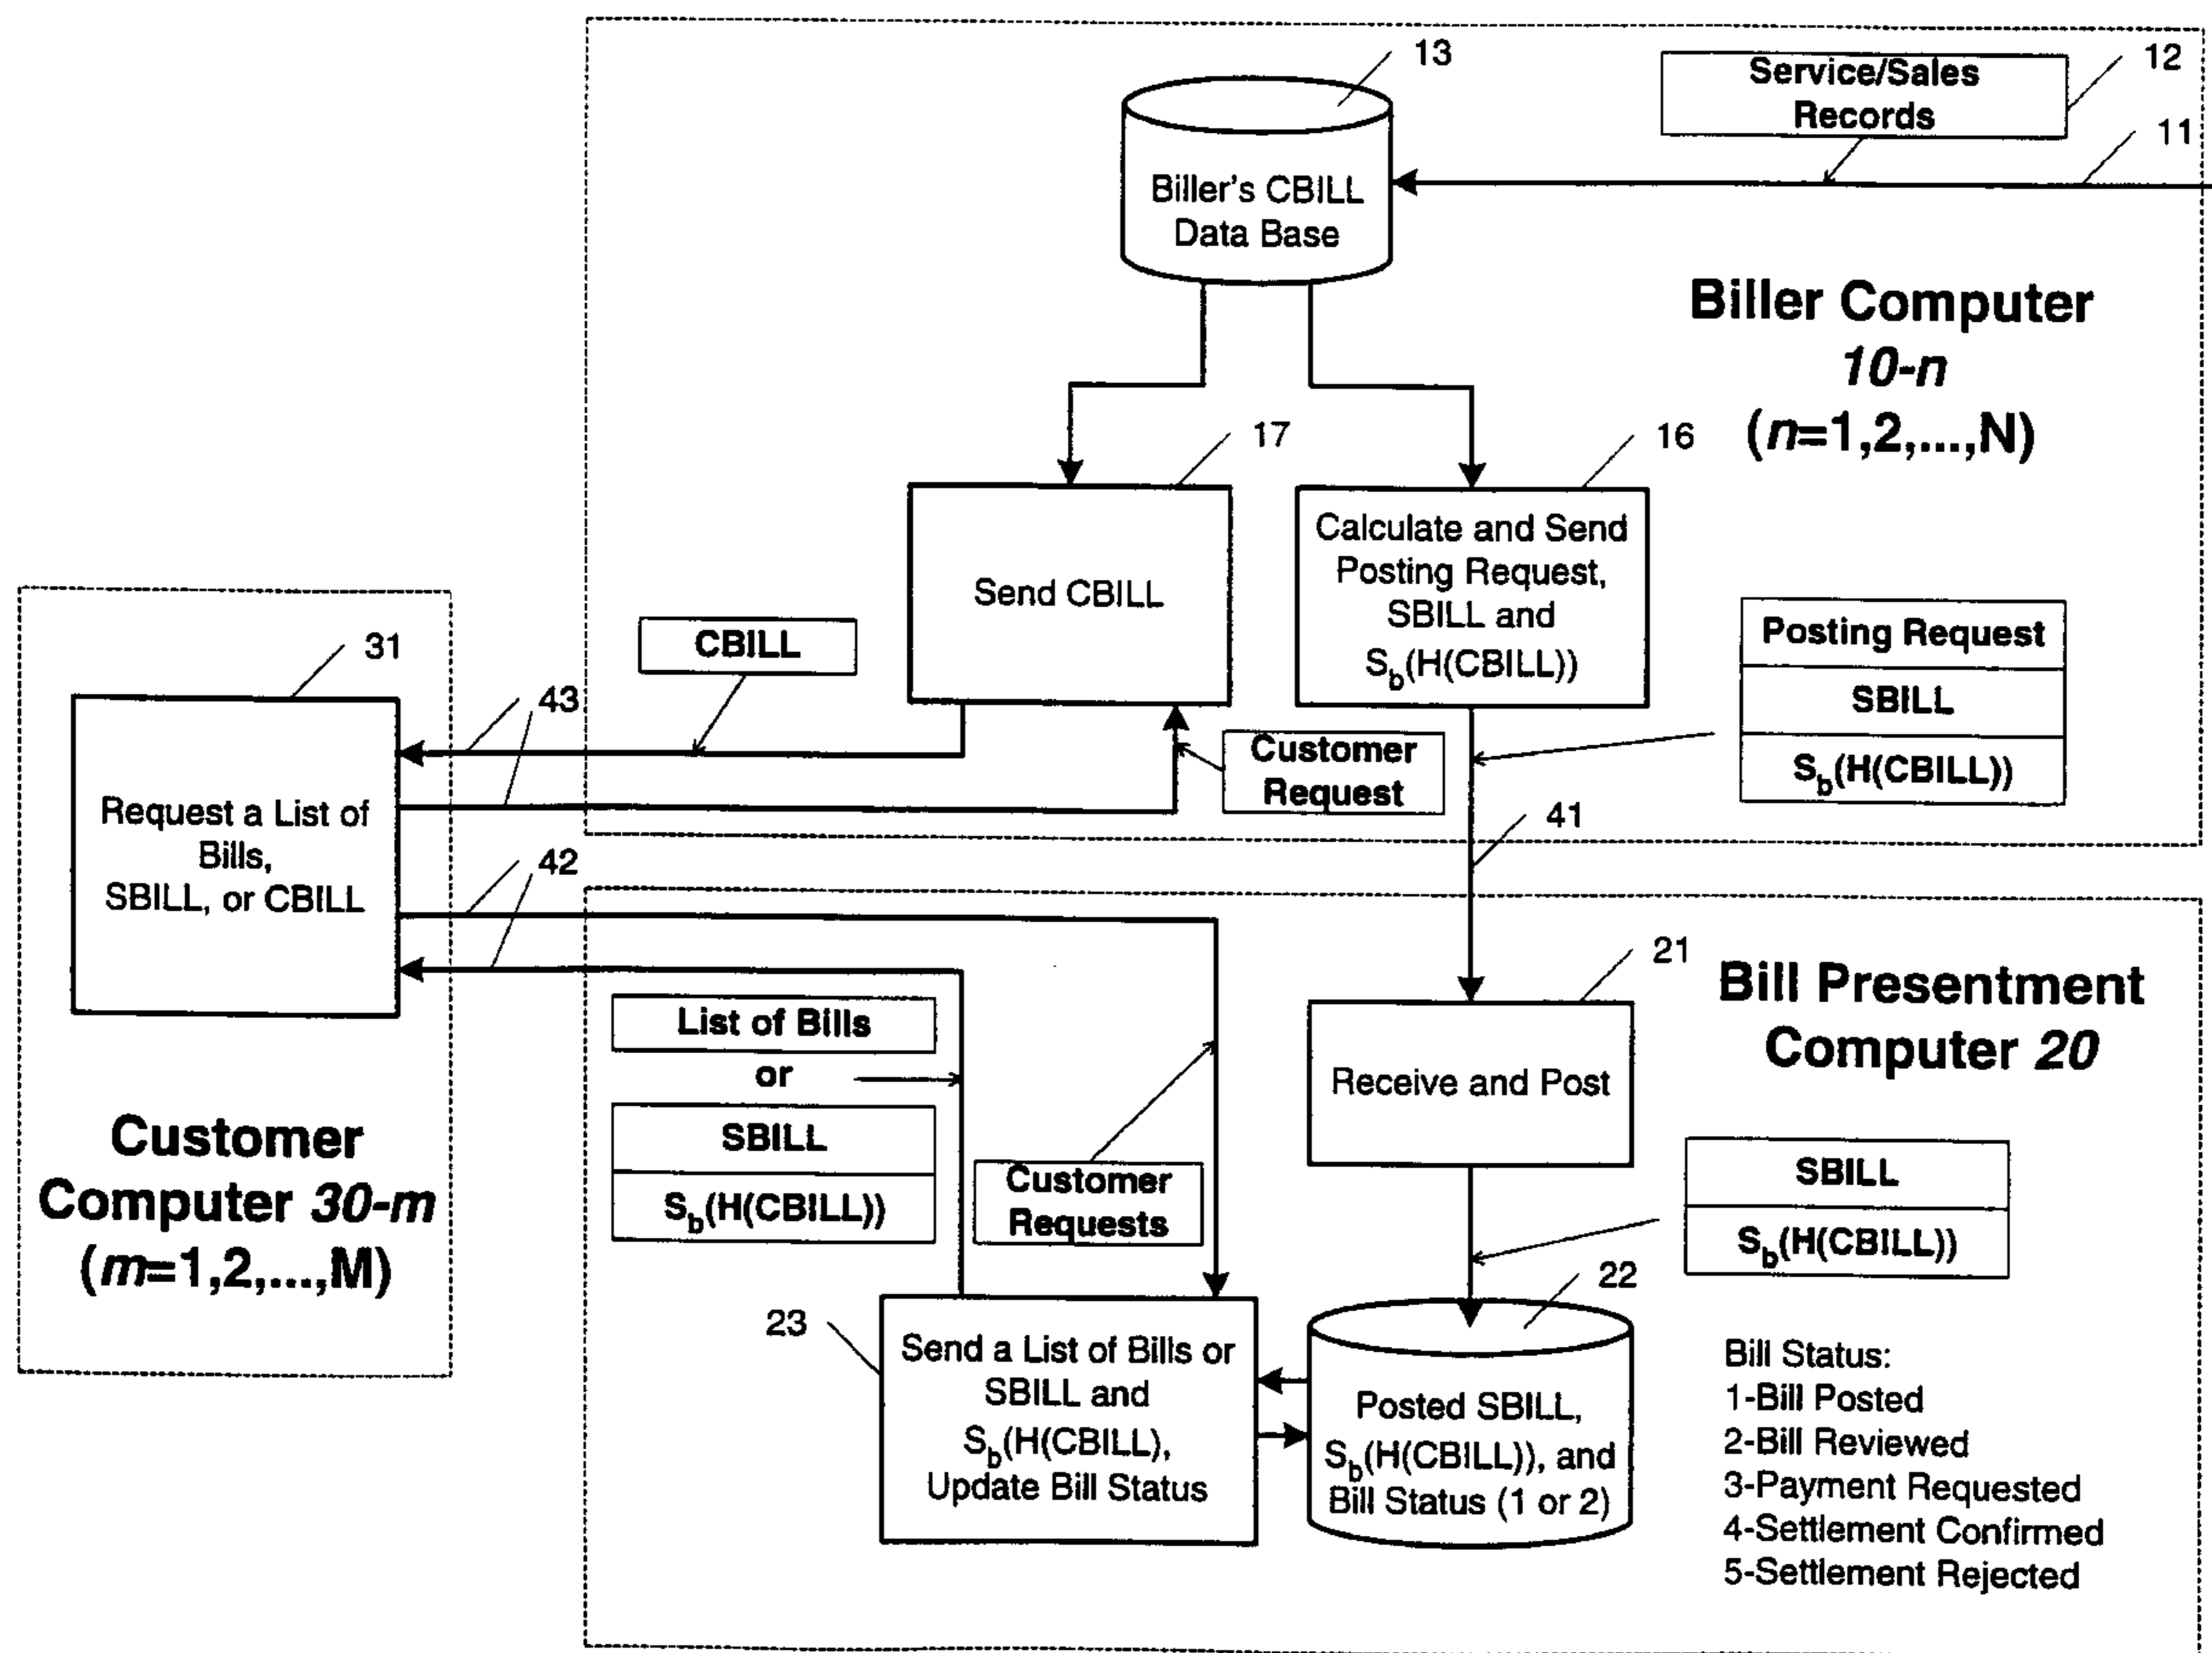 13
Service/Sales
Records
12
11
Biller's CBILL
Data Base
Biller Computer
10-n
(n=1,2,...,N)
17
16
Send CBILL
Calculate and Send
Posting Request,
SBILL and
Sb(H(CBILL))
Posting Request
SBILL
Sb(H(CBILL))
CBILL
31
43
Customer
Request
41
Request a List of
Bills,
SBILL, or CBILL
42
21
Bill Presentment
Computer 20
List of Bills
or
SBILL
Sb(H(CBILL))
Customer
Requests
Receive and Post
SBILL
Sb(H(CBILL))
Customer
Computer 30-m
(m=1,2,...,M)
22
23
Send a List of Bills or
SBILL and
Sb(H(CBILL),
Update Bill Status
Posted SBILL,
Sb(H(CBILL)), and
Bill Status (1 or 2)
Bill Status:
1-Bill Posted
2-Bill Reviewed
3-Payment Requested
4-Settlement Confirmed
5-Settlement Rejected